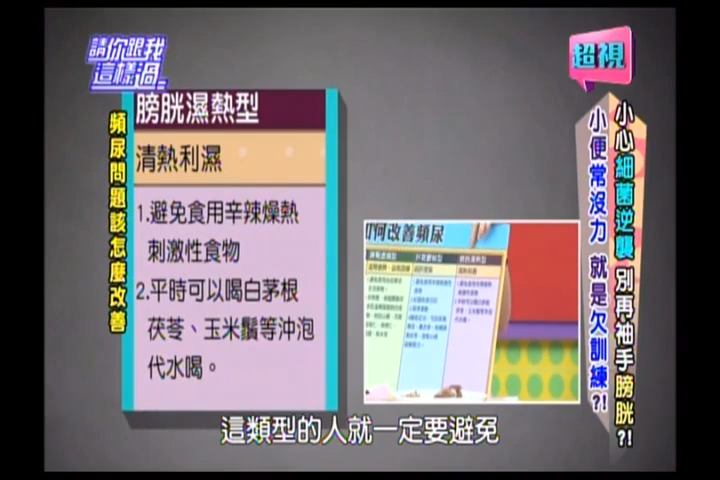 請你跟我
這樣過
超視
頻尿問題該怎麼改善
膀胱濕熱型
清熱利濕
1.避免食用辛辣燥熱
刺激性食物
2.平時可以喝白茅根
茯苓、玉米鬚等沖泡
代水喝。
如何改善頻尿
小心細菌逆襲 別再袖手膀胱?!
小便常沒力 就是欠訓練?!
這類型的人就一定要避免